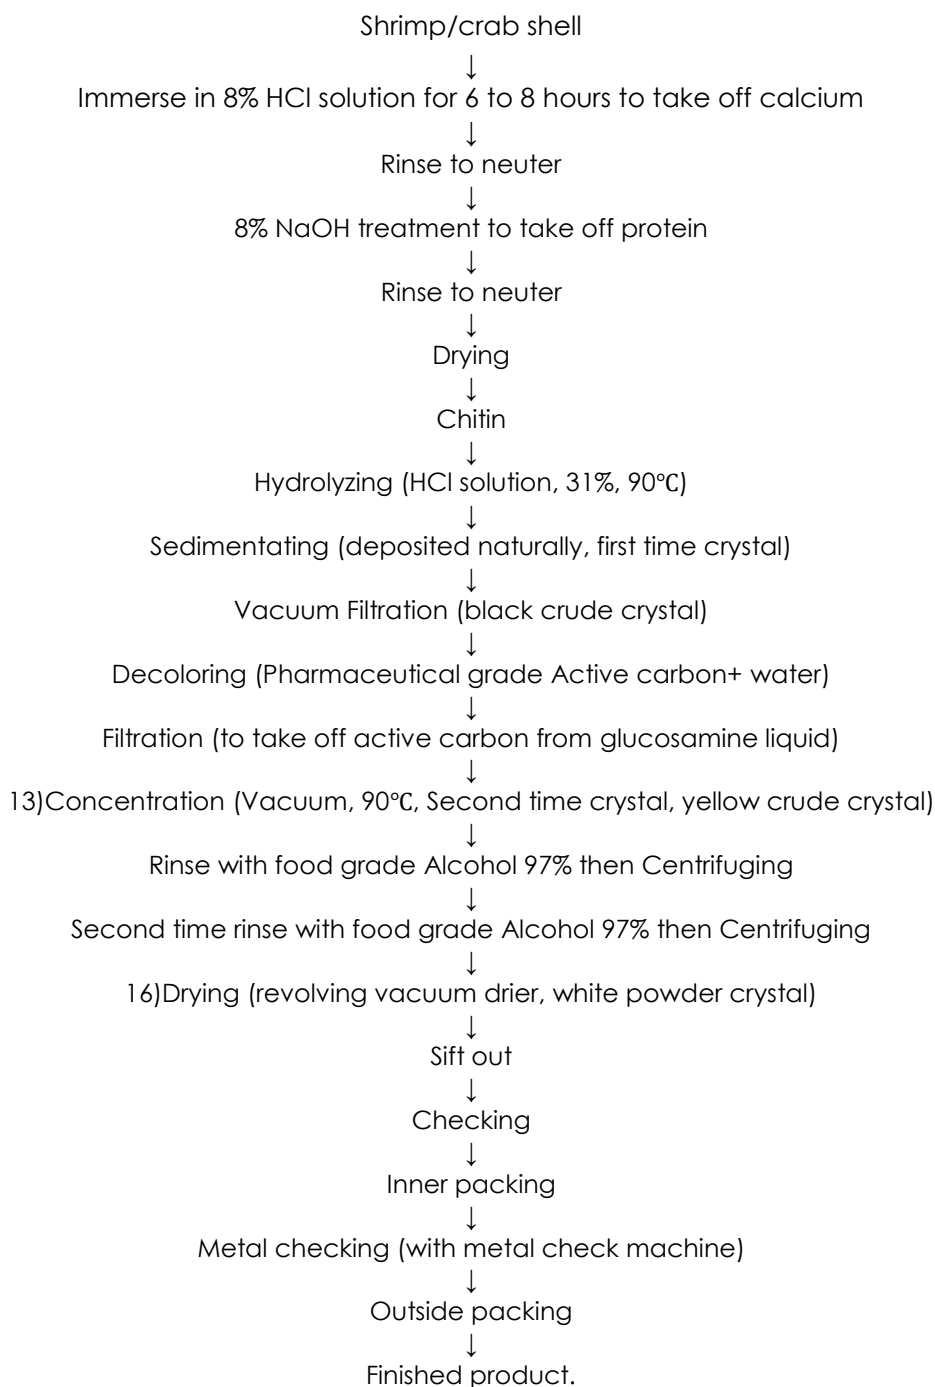 Shrimp/crab shell
↓
Immerse in 8% HCl solution for 6 to 8 hours to take off calcium
↓
Rinse to neuter
↓
8% NaOH treatment to take off protein
↓
Rinse to neuter
↓
Drying
↓
Chitin
↓
Hydrolyzing (HCl solution, 31%, 90℃)
↓
Sedimentating (deposited naturally, first time crystal)
↓
Vacuum Filtration (black crude crystal)
↓
Decoloring (Pharmaceutical grade Active carbon+ water)
↓
Filtration (to take off active carbon from glucosamine liquid)
↓
13)Concentration (Vacuum, 90℃, Second time crystal, yellow crude crystal)
↓
Rinse with food grade Alcohol 97% then Centrifuging
↓
Second time rinse with food grade Alcohol 97% then Centrifuging
↓
16)Drying (revolving vacuum drier, white powder crystal)
↓
Sift out
↓
Checking
↓
Inner packing
↓
Metal checking (with metal check machine)
↓
Outside packing
↓
Finished product.